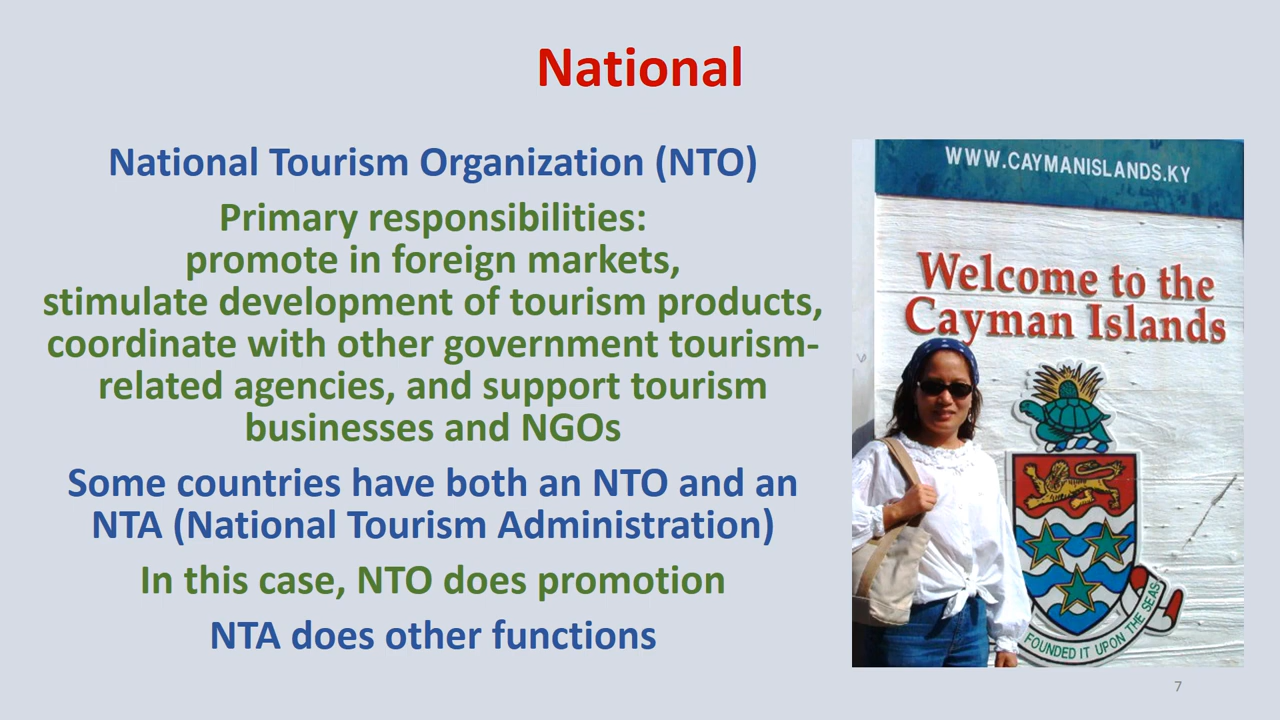 National
National Tourism Organization (NTO)
Primary responsibilities:
promote in foreign markets,
stimulate development of tourism products,
coordinate with other government tourism-
related agencies, and support tourism
businesses and NGOs
Some countries have both an NTO and an
NTA (National Tourism Administration)
In this case, NTO does promotion
NTA does other functions
WWW.CAYMANISLANDS.KY
Welcome to the
Cayman Islands
FOUNDED IT UPON THE SEAS
7